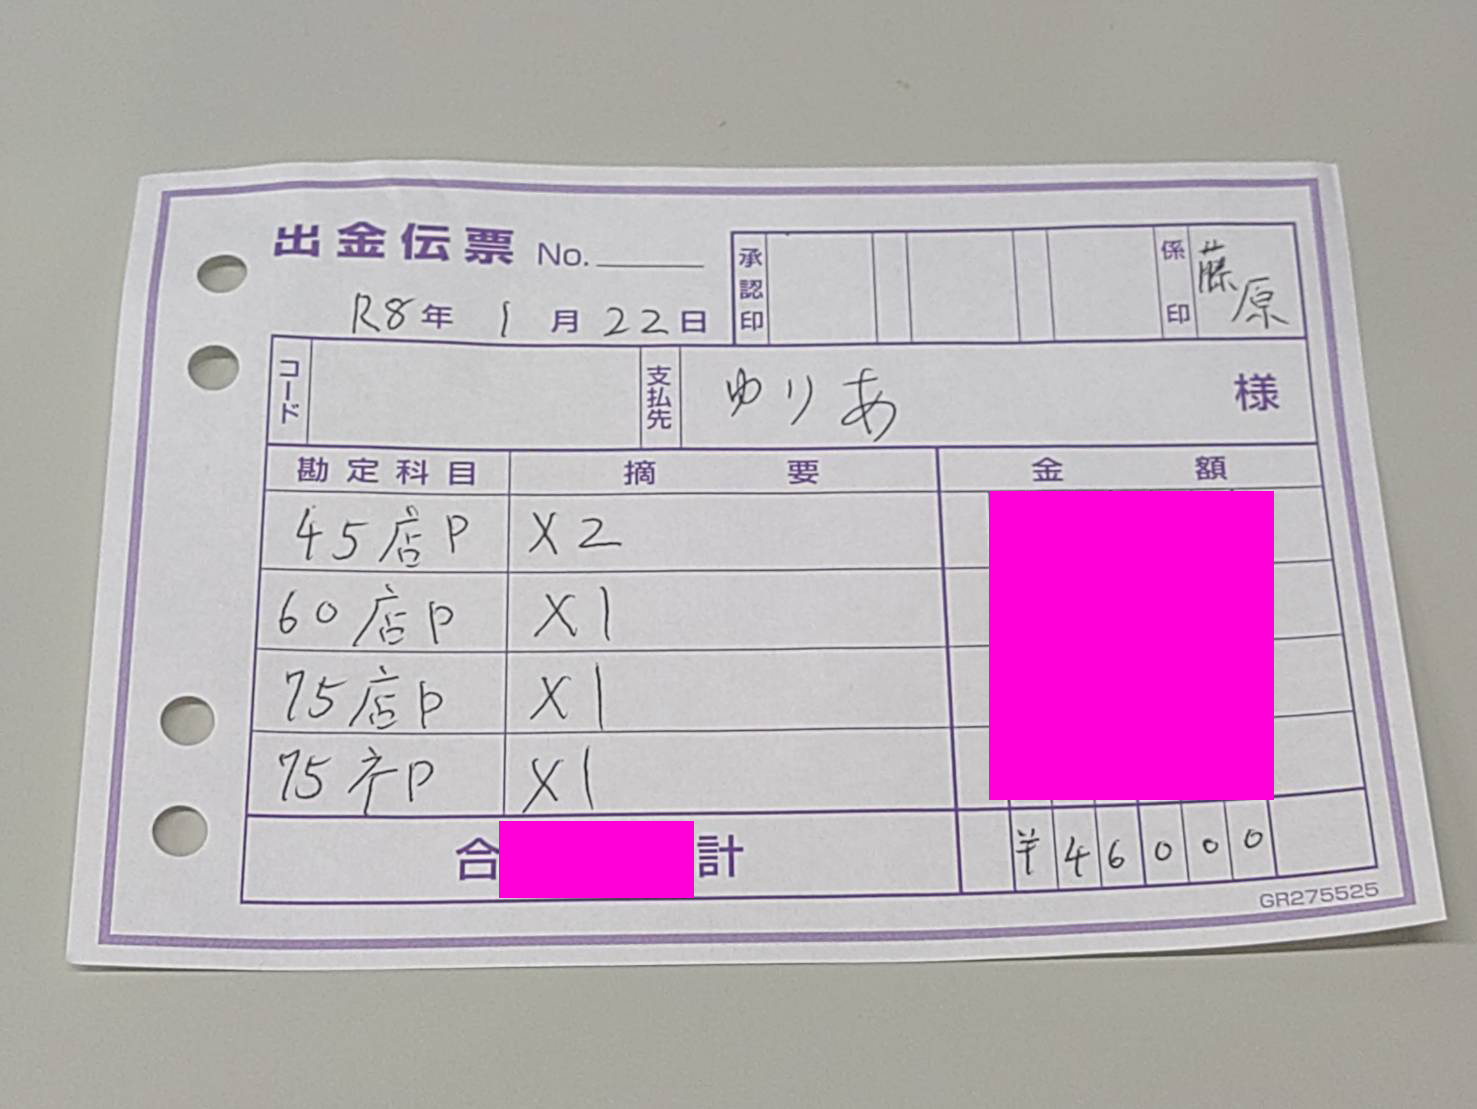 出金伝票 No.
R8年 1月22日
承認印
係印 藤原
コード
支払先 ゆりあ 様
勘定科目 摘要 金額
45店P X2
60店P X1
75店P X1
75ネP X1
合計 ¥46000
GR275525